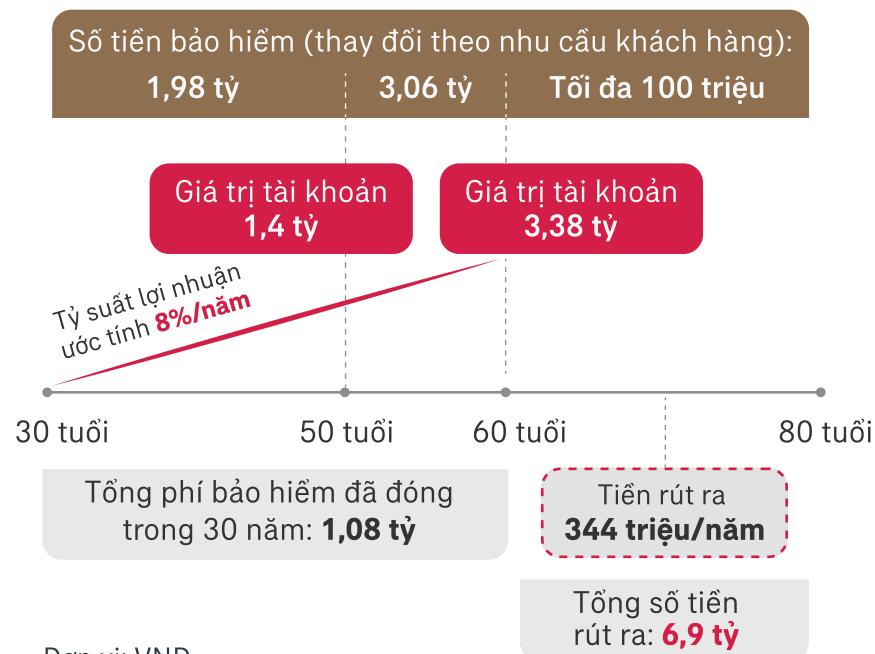 Số tiền bảo hiểm (thay đổi theo nhu cầu khách hàng):
1,98 tỷ 3,06 tỷ Tối đa 100 triệu
Giá trị tài khoản
1,4 tỷ
Giá trị tài khoản
3,38 tỷ
Tỷ suất lợi nhuận
ước tính 8%/năm
30 tuổi 50 tuổi 60 tuổi 80 tuổi
Tổng phí bảo hiểm đã đóng
trong 30 năm: 1,08 tỷ
Tiền rút ra
344 triệu/năm
Tổng số tiền
rút ra: 6,9 tỷ